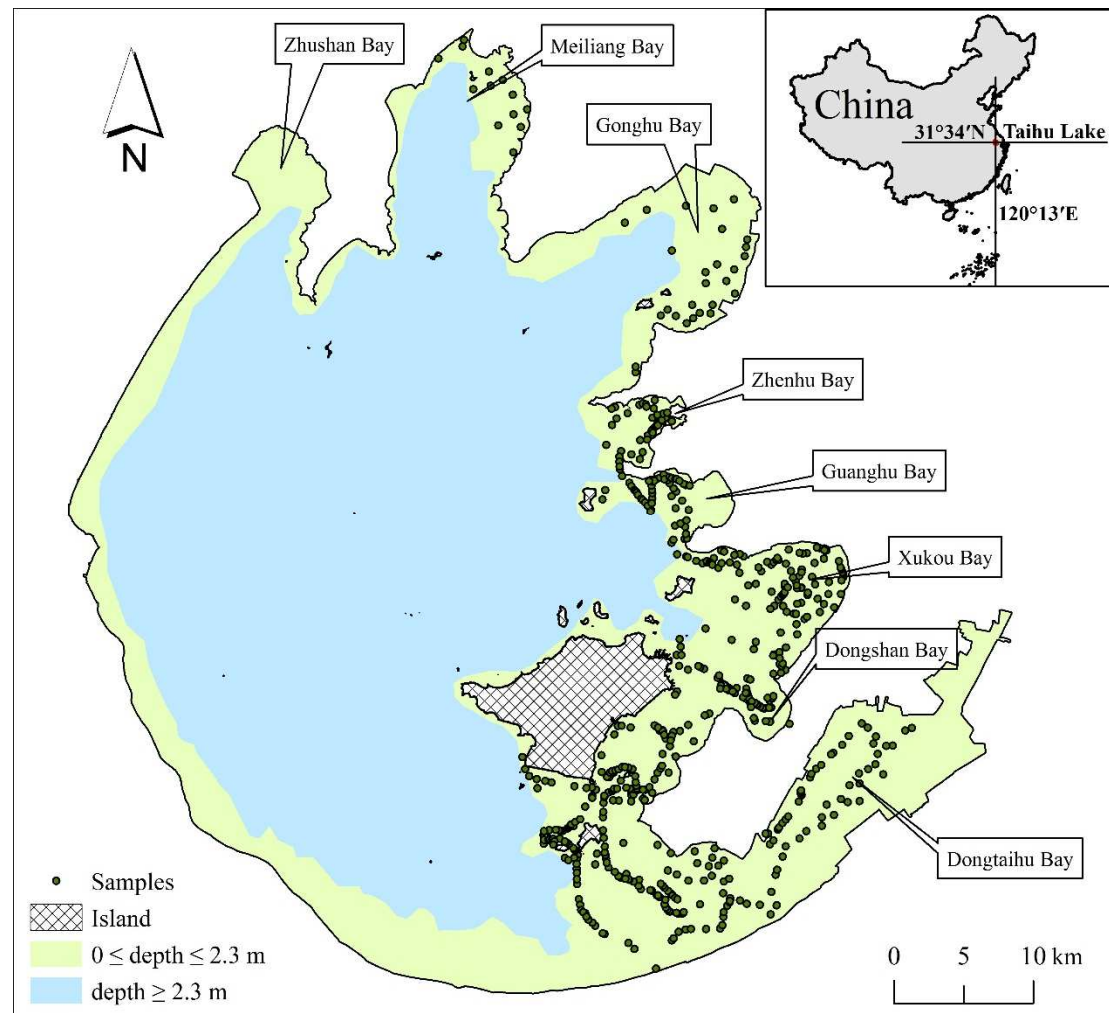 Zhushan Bay
Meiliang Bay
Gonghu Bay
N
China
31°34′N
Taihu Lake
120°13′E
Zhenhu Bay
Guanghu Bay
Xukou Bay
Dongshan Bay
Dongtaihu Bay
Samples
Island
0 ≤ depth ≤ 2.3 m
depth ≥ 2.3 m
0 5 10 km